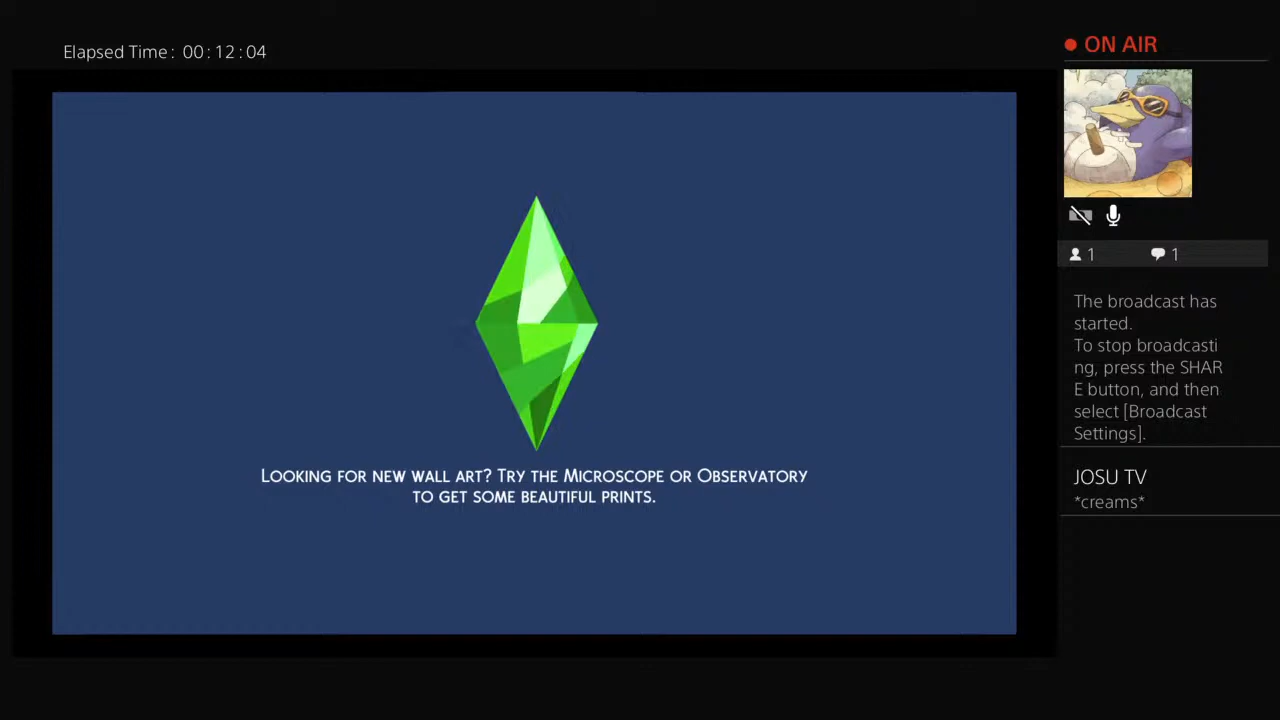 Elapsed Time: 00:12:04
ON AIR
1 1
LOOKING FOR NEW WALL ART? TRY THE MICROSCOPE OR OBSERVATORY
TO GET SOME BEAUTIFUL PRINTS.
The broadcast has
started.
To stop broadcasti
ng, press the SHAR
E button, and then
select [Broadcast
Settings].
JOSU TV
*creams*